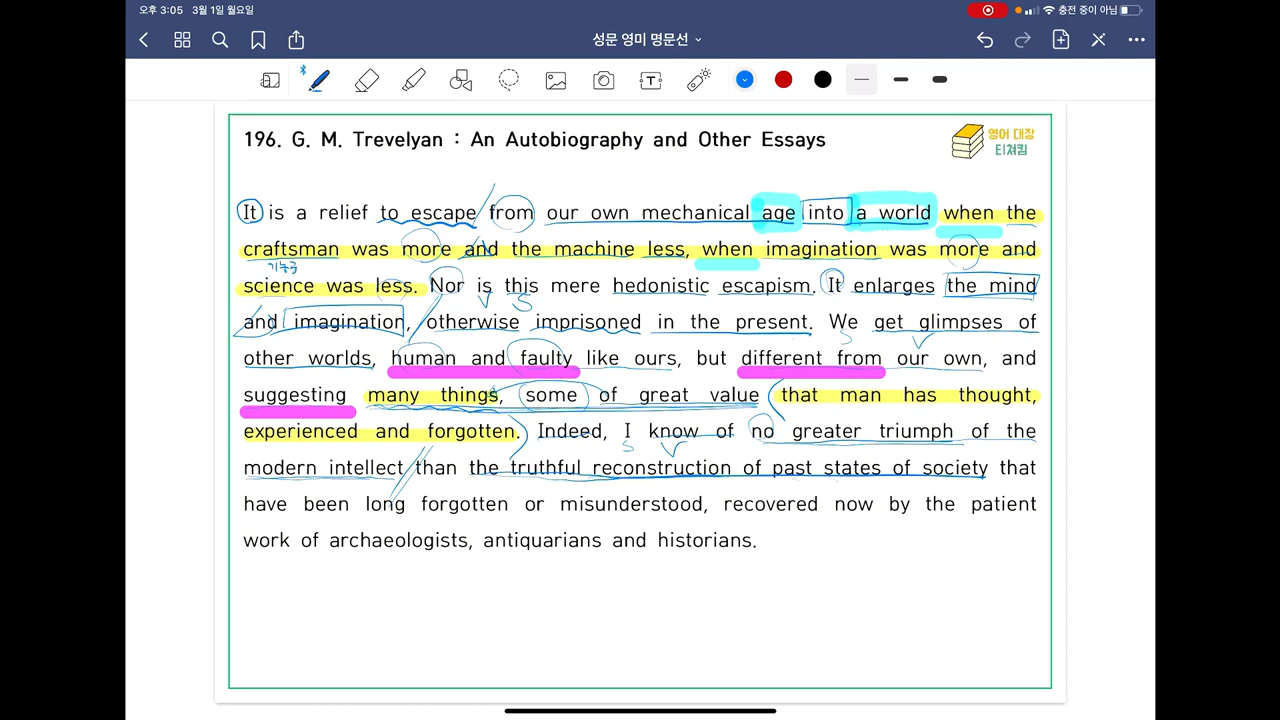 오후 3:05 3월 1일 월요일
충전 중이 아님
성문 영미 명문선
196. G. M. Trevelyan : An Autobiography and Other Essays
영어 대장
티쳐킴
It is a relief to escape from our own mechanical age into a world when the
craftsman was more and the machine less, when imagination was more and
기능공
science was less. Nor is this mere hedonistic escapism. It enlarges the mind
V S
and imagination, otherwise imprisoned in the present. We get glimpses of
S V
other worlds, human and faulty like ours, but different from our own, and
suggesting many things, some of great value that man has thought,
experienced and forgotten. Indeed, I know of no greater triumph of the
S V
modern intellect than the truthful reconstruction of past states of society that
have been long forgotten or misunderstood, recovered now by the patient
work of archaeologists, antiquarians and historians.